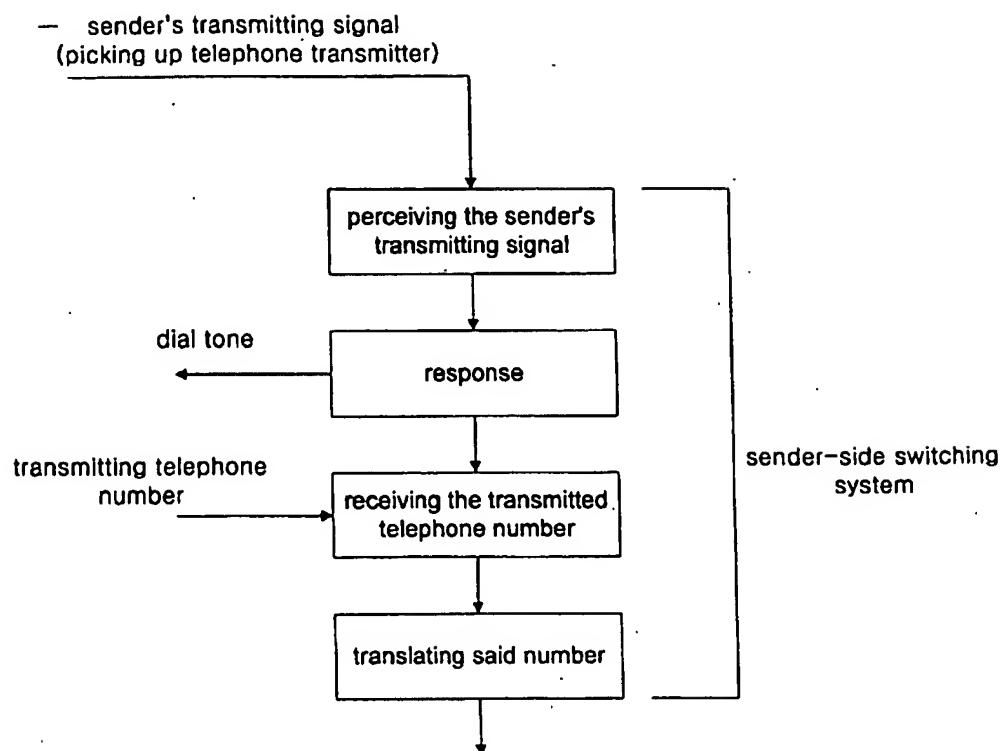 — sender's transmitting signal
(picking up telephone transmitter)
perceiving the sender's
transmitting signal
dial tone
response
transmitting telephone
number
receiving the transmitted
telephone number
sender-side switching
system
translating said number